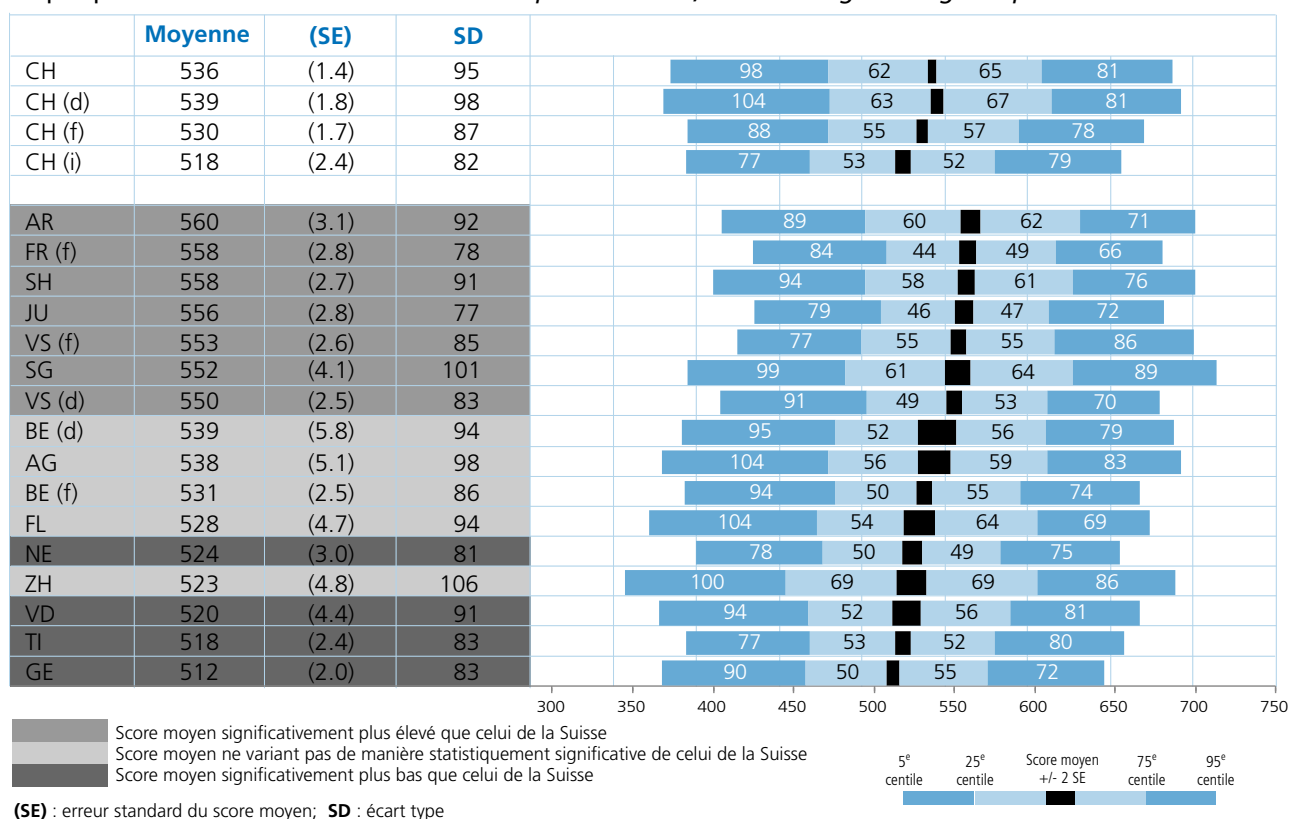 Moyenne (SE) SD
CH 536 (1.4) 95 98 62 65 81
CH (d) 539 (1.8) 98 104 63 67 81
CH (f) 530 (1.7) 87 88 55 57 78
CH (i) 518 (2.4) 82 77 53 52 79
AR 560 (3.1) 92 89 60 62 71
FR (f) 558 (2.8) 78 84 44 49 66
SH 558 (2.7) 91 94 58 61 76
JU 556 (2.8) 77 79 46 47 72
VS (f) 553 (2.6) 85 77 55 55 86
SG 552 (4.1) 101 99 61 64 89
VS (d) 550 (2.5) 83 91 49 53 70
BE (d) 539 (5.8) 94 95 52 56 79
AG 538 (5.1) 98 104 56 59 83
BE (f) 531 (2.5) 86 94 50 55 74
FL 528 (4.7) 94 104 54 64 69
NE 524 (3.0) 81 78 50 49 75
ZH 523 (4.8) 106 100 69 69 86
VD 520 (4.4) 91 94 52 56 81
TI 518 (2.4) 83 77 53 52 80
GE 512 (2.0) 83 90 50 55 72
300 350 400 450 500 550 600 650 700 750
Score moyen significativement plus élevé que celui de la Suisse
Score moyen ne variant pas de manière statistiquement significative de celui de la Suisse
Score moyen significativement plus bas que celui de la Suisse
5e centile 25e centile Score moyen +/- 2 SE 75e centile 95e centile
(SE) : erreur standard du score moyen; SD : écart type